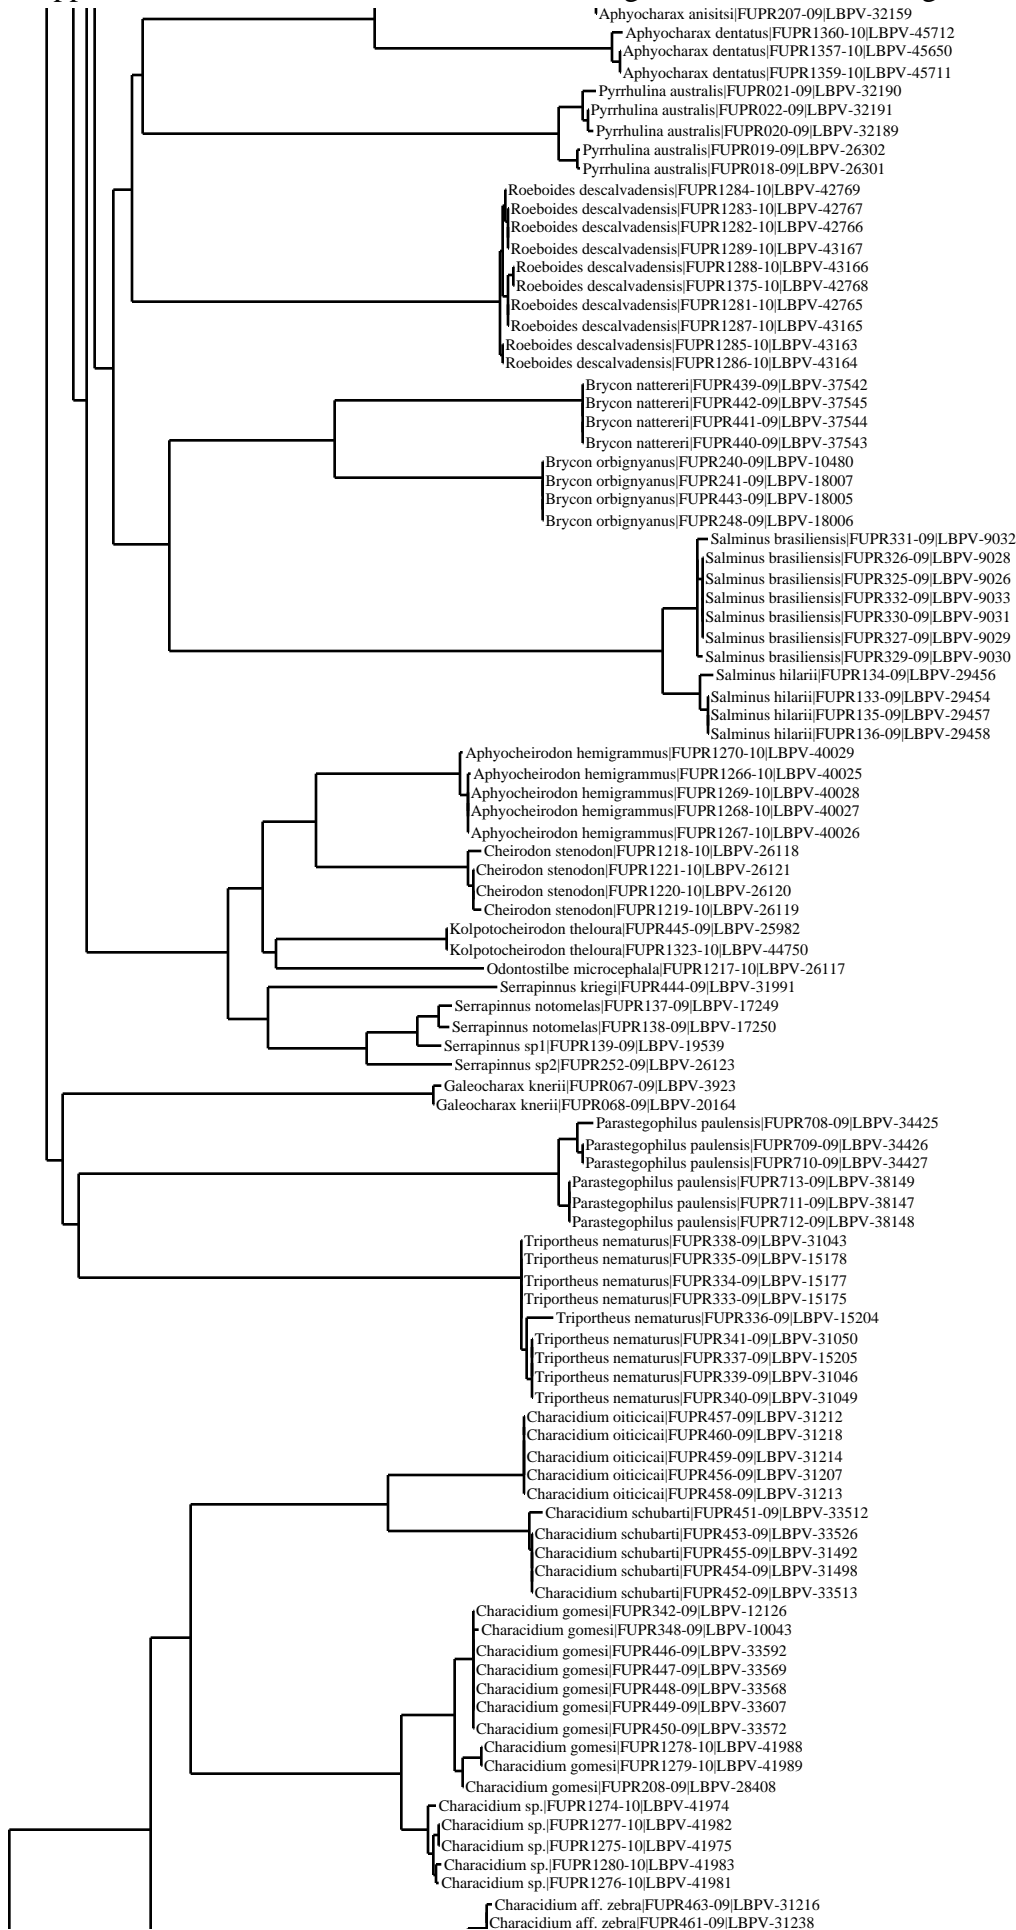 Aphyocharax anisitsi|FUPR207-09|LBPV-32159
Aphyocharax dentatus|FUPR1360-10|LBPV-45712
Aphyocharax dentatus|FUPR1357-10|LBPV-45650
Aphyocharax dentatus|FUPR1359-10|LBPV-45711
Pyrrhulina australis|FUPR021-09|LBPV-32190
Pyrrhulina australis|FUPR022-09|LBPV-32191
Pyrrhulina australis|FUPR020-09|LBPV-32189
Pyrrhulina australis|FUPR019-09|LBPV-26302
Pyrrhulina australis|FUPR018-09|LBPV-26301
Roeboides descalvadensis|FUPR1284-10|LBPV-42769
Roeboides descalvadensis|FUPR1283-10|LBPV-42767
Roeboides descalvadensis|FUPR1282-10|LBPV-42766
Roeboides descalvadensis|FUPR1289-10|LBPV-43167
Roeboides descalvadensis|FUPR1288-10|LBPV-43166
Roeboides descalvadensis|FUPR1375-10|LBPV-42768
Roeboides descalvadensis|FUPR1281-10|LBPV-42765
Roeboides descalvadensis|FUPR1287-10|LBPV-43165
Roeboides descalvadensis|FUPR1285-10|LBPV-43163
Roeboides descalvadensis|FUPR1286-10|LBPV-43164
Brycon nattereri|FUPR439-09|LBPV-37542
Brycon nattereri|FUPR442-09|LBPV-37545
Brycon nattereri|FUPR441-09|LBPV-37544
Brycon nattereri|FUPR440-09|LBPV-37543
Brycon orbignyanus|FUPR240-09|LBPV-10480
Brycon orbignyanus|FUPR241-09|LBPV-18007
Brycon orbignyanus|FUPR443-09|LBPV-18005
Brycon orbignyanus|FUPR248-09|LBPV-18006
Salminus brasiliensis|FUPR331-09|LBPV-9032
Salminus brasiliensis|FUPR326-09|LBPV-9028
Salminus brasiliensis|FUPR325-09|LBPV-9026
Salminus brasiliensis|FUPR332-09|LBPV-9033
Salminus brasiliensis|FUPR330-09|LBPV-9031
Salminus brasiliensis|FUPR327-09|LBPV-9029
Salminus brasiliensis|FUPR329-09|LBPV-9030
Salminus hilarii|FUPR134-09|LBPV-29456
Salminus hilarii|FUPR133-09|LBPV-29454
Salminus hilarii|FUPR135-09|LBPV-29457
Salminus hilarii|FUPR136-09|LBPV-29458
Aphyocheirodon hemigrammus|FUPR1270-10|LBPV-40029
Aphyocheirodon hemigrammus|FUPR1266-10|LBPV-40025
Aphyocheirodon hemigrammus|FUPR1269-10|LBPV-40028
Aphyocheirodon hemigrammus|FUPR1268-10|LBPV-40027
Aphyocheirodon hemigrammus|FUPR1267-10|LBPV-40026
Cheirodon stenodon|FUPR1218-10|LBPV-26118
Cheirodon stenodon|FUPR1221-10|LBPV-26121
Cheirodon stenodon|FUPR1220-10|LBPV-26120
Cheirodon stenodon|FUPR1219-10|LBPV-26119
Kolpotocheirodon theloura|FUPR445-09|LBPV-25982
Kolpotocheirodon theloura|FUPR1323-10|LBPV-44750
Odontostilbe microcephala|FUPR1217-10|LBPV-26117
Serrapinnus kriegi|FUPR444-09|LBPV-31991
Serrapinnus notomelas|FUPR137-09|LBPV-17249
Serrapinnus notomelas|FUPR138-09|LBPV-17250
Serrapinnus sp1|FUPR139-09|LBPV-19539
Serrapinnus sp2|FUPR252-09|LBPV-26123
Galeocharax knerii|FUPR067-09|LBPV-3923
Galeocharax knerii|FUPR068-09|LBPV-20164
Parastegophilus paulensis|FUPR708-09|LBPV-34425
Parastegophilus paulensis|FUPR709-09|LBPV-34426
Parastegophilus paulensis|FUPR710-09|LBPV-34427
Parastegophilus paulensis|FUPR713-09|LBPV-38149
Parastegophilus paulensis|FUPR711-09|LBPV-38147
Parastegophilus paulensis|FUPR712-09|LBPV-38148
Triportheus nematurus|FUPR338-09|LBPV-31043
Triportheus nematurus|FUPR335-09|LBPV-15178
Triportheus nematurus|FUPR334-09|LBPV-15177
Triportheus nematurus|FUPR333-09|LBPV-15175
Triportheus nematurus|FUPR336-09|LBPV-15204
Triportheus nematurus|FUPR341-09|LBPV-31050
Triportheus nematurus|FUPR337-09|LBPV-15205
Triportheus nematurus|FUPR339-09|LBPV-31046
Triportheus nematurus|FUPR340-09|LBPV-31049
Characidium oiticicai|FUPR457-09|LBPV-31212
Characidium oiticicai|FUPR460-09|LBPV-31218
Characidium oiticicai|FUPR459-09|LBPV-31214
Characidium oiticicai|FUPR456-09|LBPV-31207
Characidium oiticicai|FUPR458-09|LBPV-31213
Characidium schubarti|FUPR451-09|LBPV-33512
Characidium schubarti|FUPR453-09|LBPV-33526
Characidium schubarti|FUPR455-09|LBPV-31492
Characidium schubarti|FUPR454-09|LBPV-31498
Characidium schubarti|FUPR452-09|LBPV-33513
Characidium gomesi|FUPR342-09|LBPV-12126
Characidium gomesi|FUPR348-09|LBPV-10043
Characidium gomesi|FUPR446-09|LBPV-33592
Characidium gomesi|FUPR447-09|LBPV-33569
Characidium gomesi|FUPR448-09|LBPV-33568
Characidium gomesi|FUPR449-09|LBPV-33607
Characidium gomesi|FUPR450-09|LBPV-33572
Characidium gomesi|FUPR1278-10|LBPV-41988
Characidium gomesi|FUPR1279-10|LBPV-41989
Characidium gomesi|FUPR208-09|LBPV-28408
Characidium sp.|FUPR1274-10|LBPV-41974
Characidium sp.|FUPR1277-10|LBPV-41982
Characidium sp.|FUPR1275-10|LBPV-41975
Characidium sp.|FUPR1280-10|LBPV-41983
Characidium sp.|FUPR1276-10|LBPV-41981
Characidium aff. zebra|FUPR463-09|LBPV-31216
Characidium aff. zebra|FUPR461-09|LBPV-31238